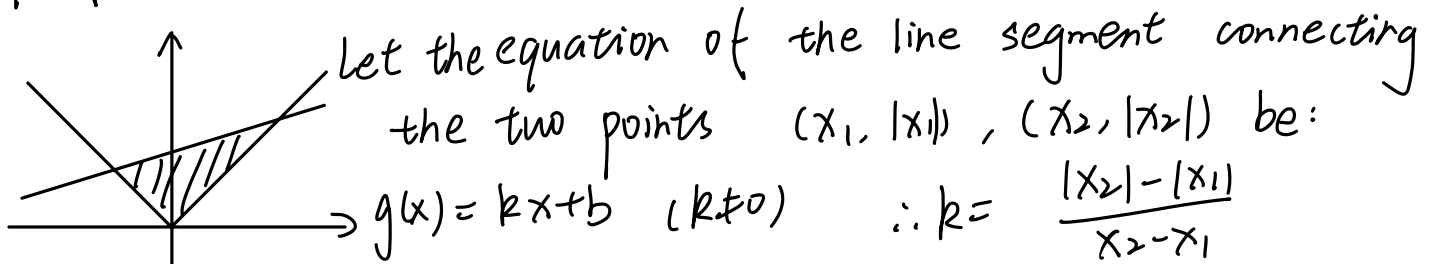 Let the equation of the line segment connecting
the two points (x₁, |x₁|), (x₂, |x₂|) be:
g(x) = kx+b (k≠0) ∴ k = (|x₂|-|x₁|)/(x₂-x₁)